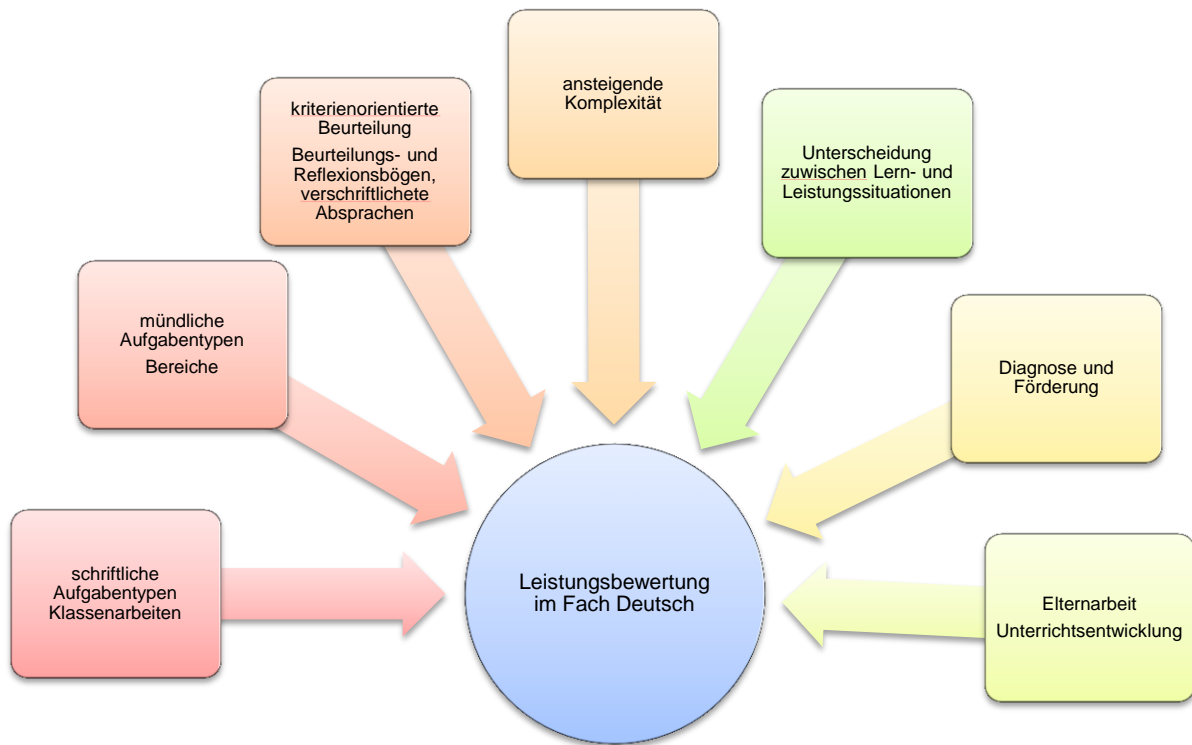 ansteigende
Komplexität
kriterienorientierte
Beurteilung
Beurteilungs- und
Reflexionsbögen,
verschriftlichete
Absprachen
Unterscheidung
zuwischen Lern- und
Leistungssituationen
mündliche
Aufgabentypen
Bereiche
Diagnose und
Förderung
schriftliche
Aufgabentypen
Klassenarbeiten
Leistungsbewertung
im Fach Deutsch
Elternarbeit
Unterrichtsentwicklung